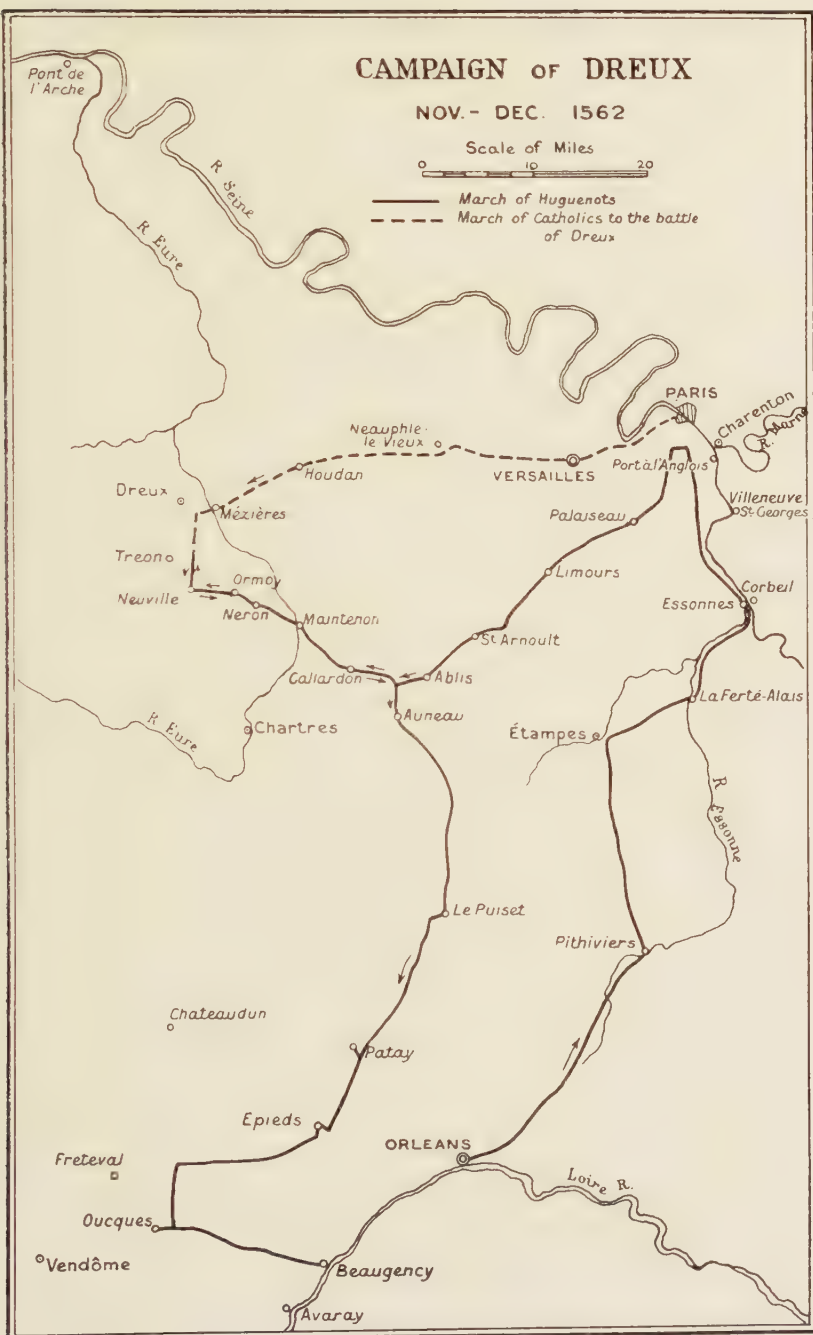 CAMPAIGN OF DREUX
NOV. - DEC. 1562
Scale of Miles
0 10 20
March of Huguenots
March of Catholics to the battle
of Dreux
Pont de
l'Arche
R Seine
R Eure
PARIS
Charenton
R. Marne
Neauphle-
le Vieux
VERSAILLES
Port à l'Anglois
Houdan
Dreux
Mézières
Villeneuve
St Georges
Palaiseau
Treon
Limours
Ormoy
Neuville
Neron
Corbeil
Essonnes
Maintenon
St Arnoult
Gallardon
Ablis
La Ferté-Alais
Auneau
R Eure
Chartres
Étampes
R Essonne
Le Puiset
Pithiviers
Chateaudun
Patay
Epieds
ORLEANS
Freteval
Loire R.
Oucques
Vendôme
Beaugency
Avaray